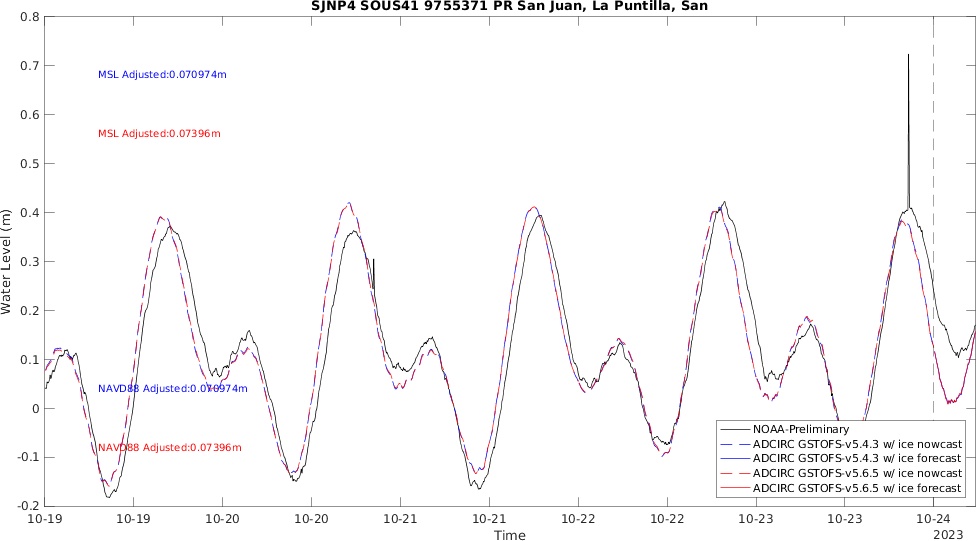 SJNP4 SOUS41 9755371 PR San Juan, La Puntilla, San
0.8
0.7
0.6
0.5
0.4
0.3
0.2
0.1
0
-0.1
-0.2
Water Level (m)
MSL Adjusted:0.070974m
MSL Adjusted:0.07396m
NAVD88 Adjusted:0.070974m
NAVD88 Adjusted:0.07396m
NOAA-Preliminary
ADCIRC GSTOFS-v5.4.3 w/ ice nowcast
ADCIRC GSTOFS-v5.4.3 w/ ice forecast
ADCIRC GSTOFS-v5.6.5 w/ ice nowcast
ADCIRC GSTOFS-v5.6.5 w/ ice forecast
10-19 10-19 10-20 10-20 10-21 10-21 10-22 10-22 10-23 10-23 10-24
2023
Time